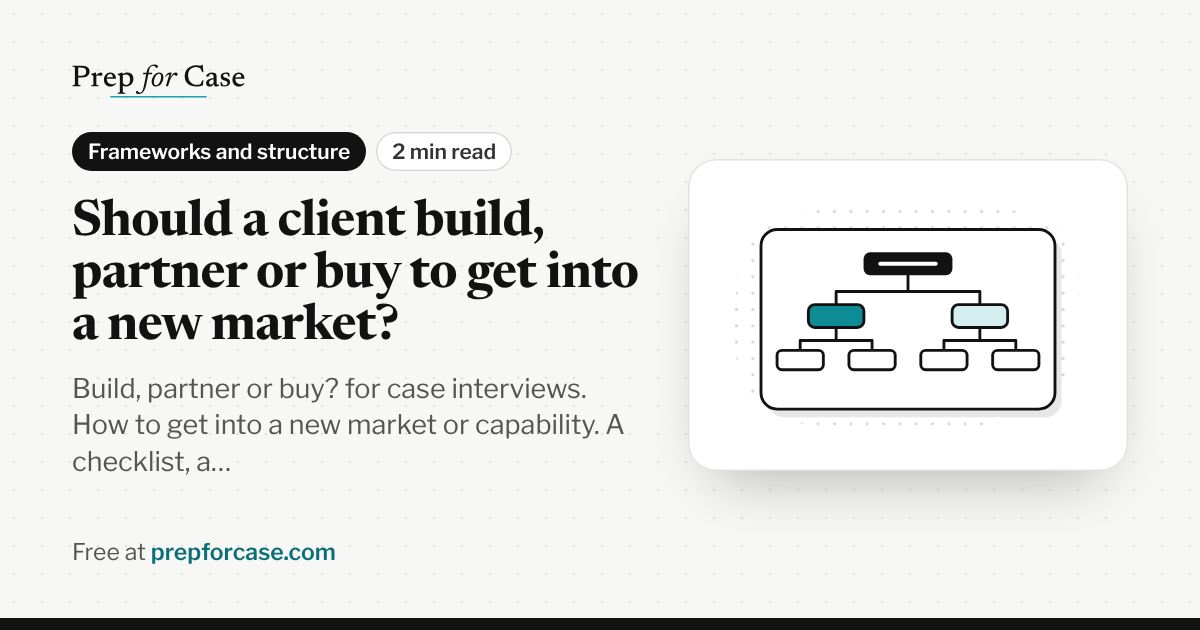 Prep for Case
Frameworks and structure
2 min read
Should a client build,
partner or buy to get into
a new market?
Build, partner or buy? for case interviews.
How to get into a new market or capability. A
checklist, a...
Free at prepforcase.com